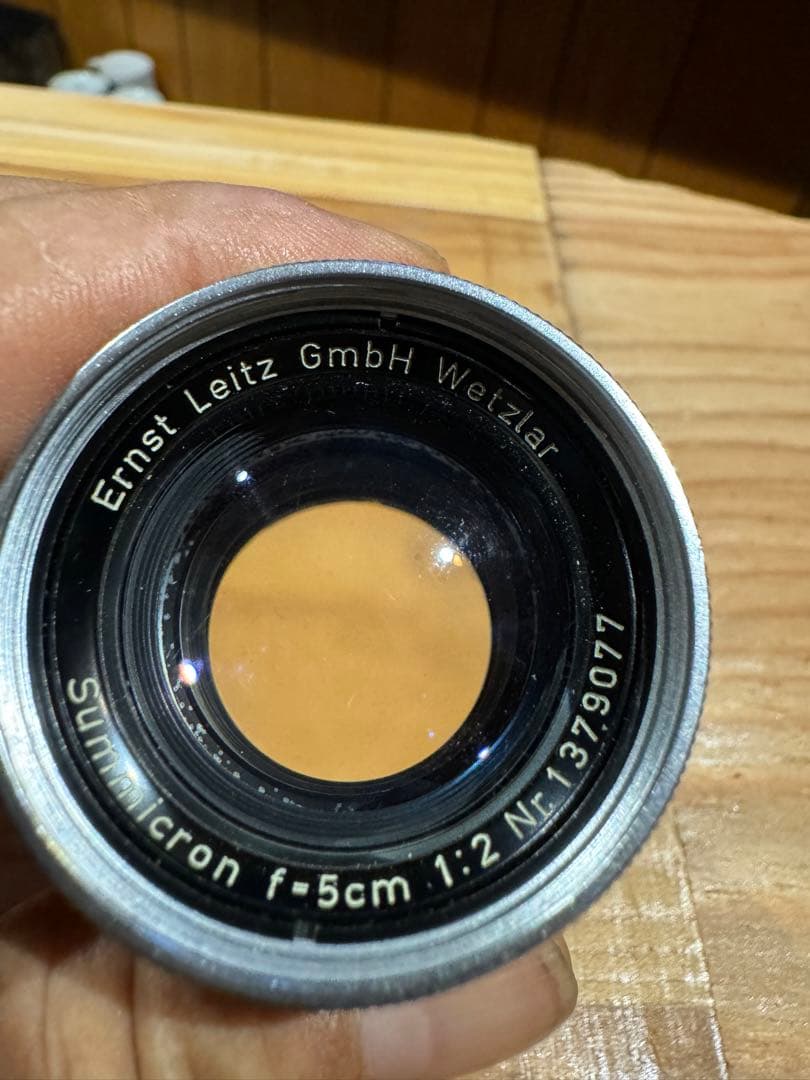 Ernst Leitz GmbH Wetzlar
Summicron f=5cm 1:2 Nr. 1379077